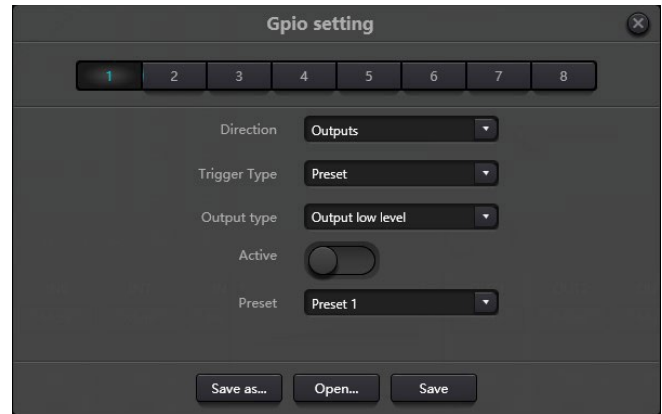 Gpio setting
1 2 3 4 5 6 7 8
Direction Outputs
Trigger Type Preset
Output type Output low level
Active
Preset Preset 1
Save as... Open... Save